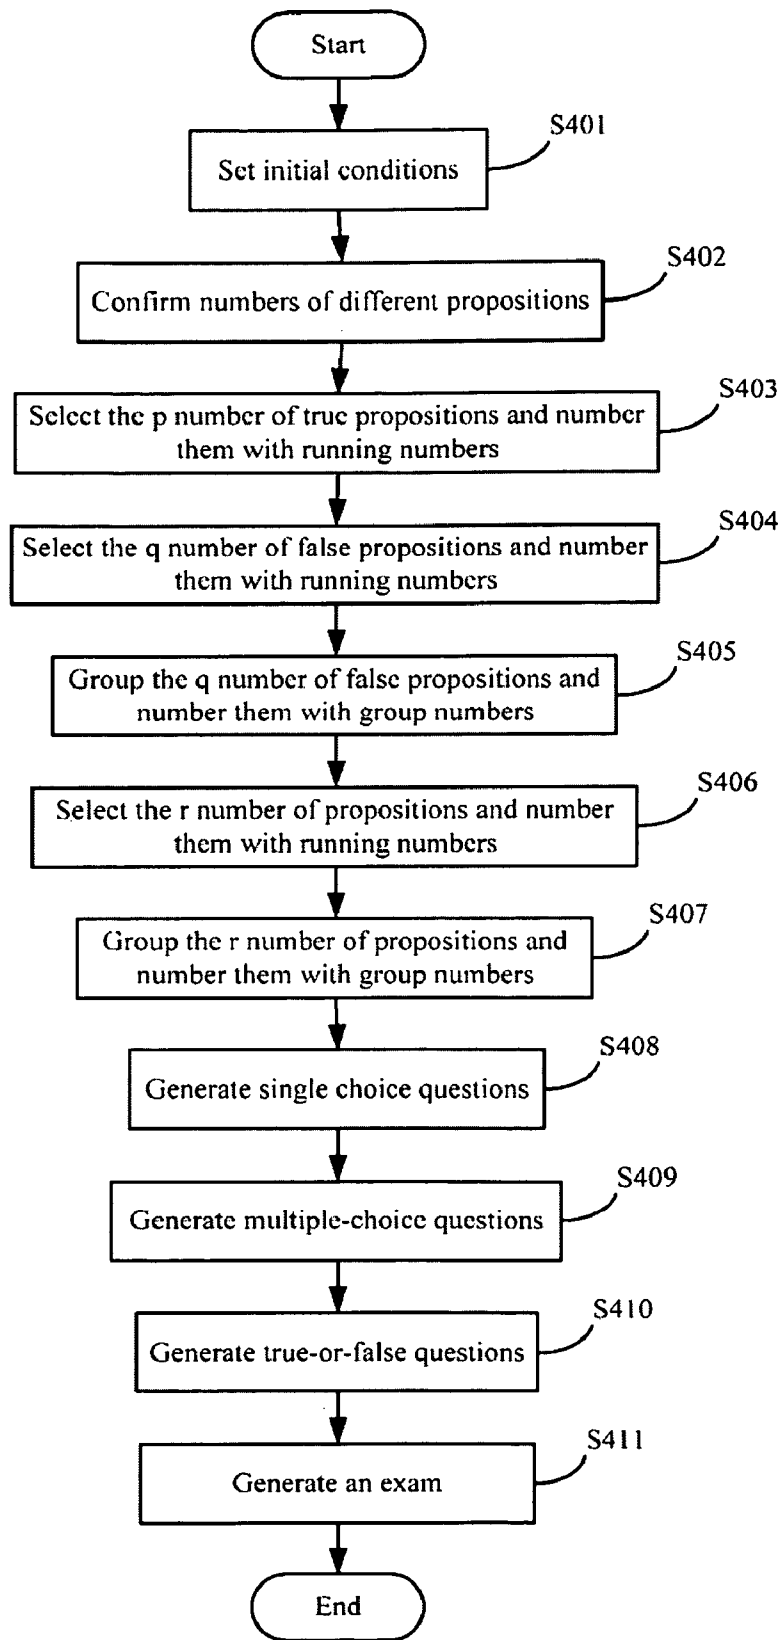 Start
S401
Set initial conditions
S402
Confirm numbers of different propositions
S403
Select the p number of true propositions and number
them with running numbers
S404
Select the q number of false propositions and number
them with running numbers
S405
Group the q number of false propositions and
number them with group numbers
S406
Select the r number of propositions and number
them with running numbers
S407
Group the r number of propositions and
number them with group numbers
S408
Generate single choice questions
S409
Generate multiple-choice questions
S410
Generate true-or-false questions
S411
Generate an exam
End